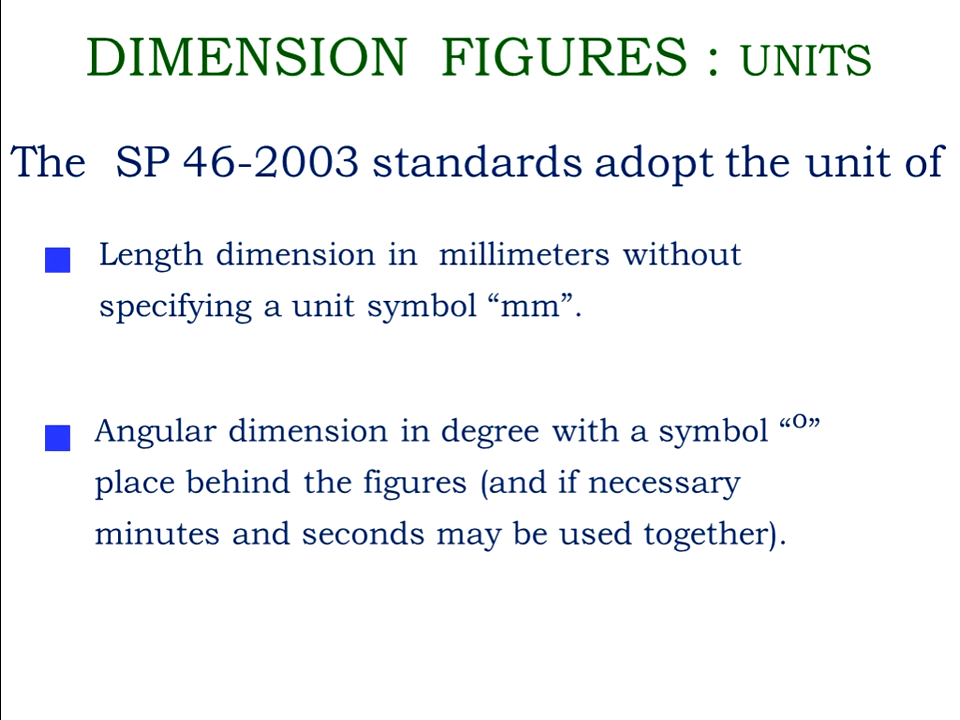 DIMENSION FIGURES : UNITS
The SP 46-2003 standards adopt the unit of
Length dimension in millimeters without
specifying a unit symbol “mm”.
Angular dimension in degree with a symbol “o”
place behind the figures (and if necessary
minutes and seconds may be used together).